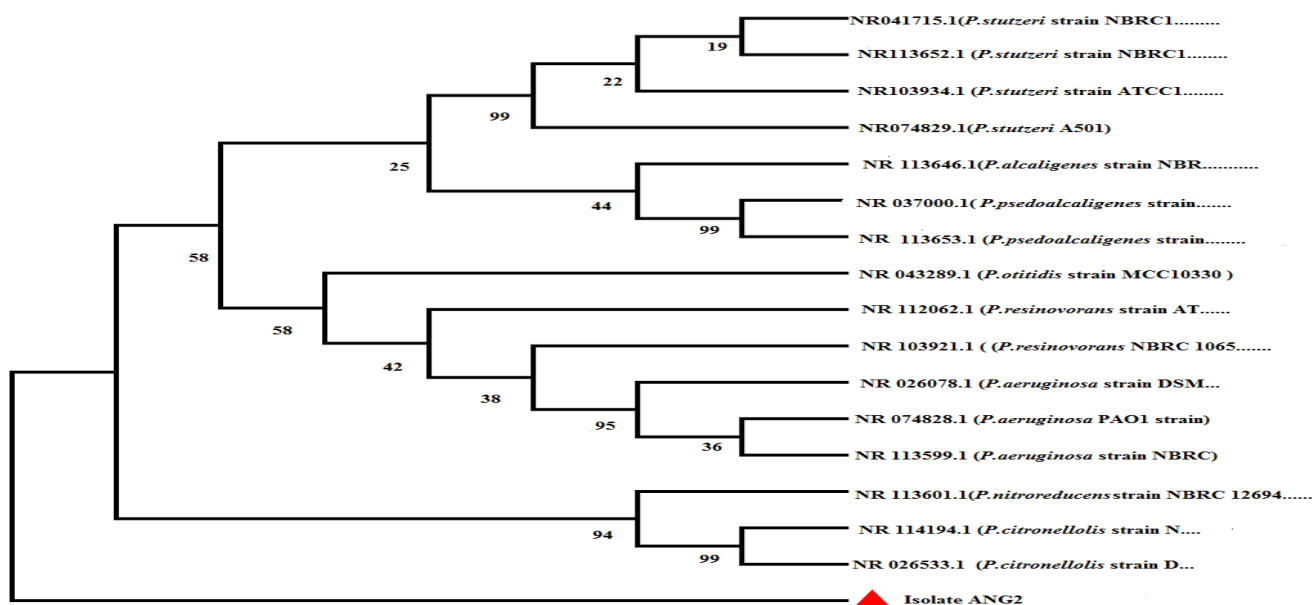 NR041715.1(P.stutzeri strain NBRC1.........
19
NR113652.1 (P.stutzeri strain NBRC1........
22
NR103934.1 (P.stutzeri strain ATCC1........
99
NR074829.1(P.stutzeri A501)
25
NR 113646.1(P.alcaligenes strain NBR...........
44
NR 037000.1( P.psedoalcaligenes strain.......
99
NR 113653.1 (P.psedoalcaligenes strain........
58
NR 043289.1 (P.otitidis strain MCC10330 )
58
NR 112062.1 (P.resinovorans strain AT......
42
NR 103921.1 ( (P.resinovorans NBRC 1065.......
38
NR 026078.1 (P.aeruginosa strain DSM...
95
NR 074828.1 (P.aeruginosa PAO1 strain)
36
NR 113599.1 (P.aeruginosa strain NBRC)
NR 113601.1(P.nitroreducens strain NBRC 12694......
94
NR 114194.1 (P.citronellolis strain N....
99
NR 026533.1 (P.citronellolis strain D...
Isolate ANG2